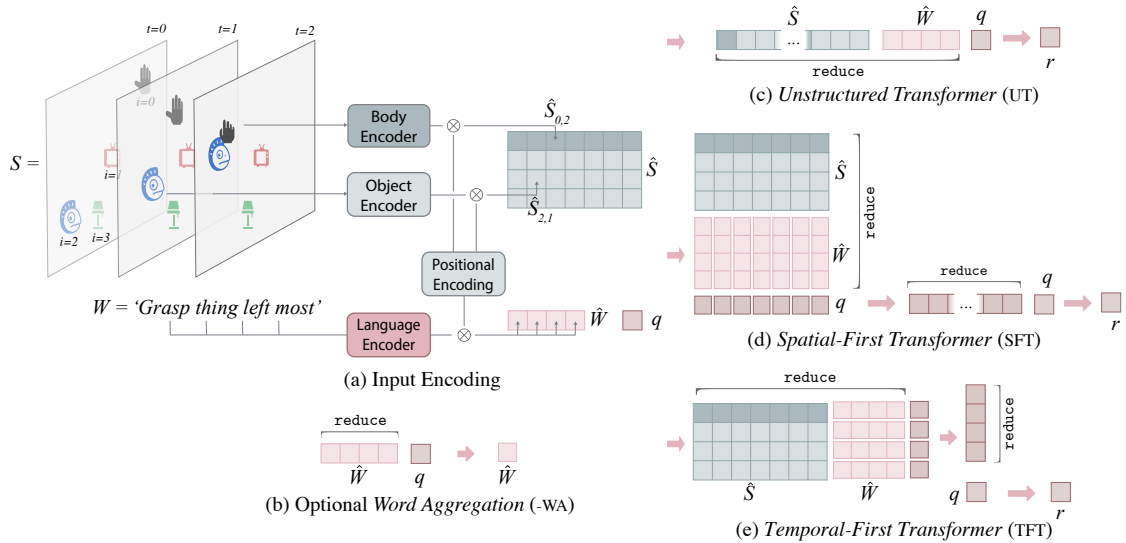 t=0
t=1
t=2
i=0
i=1
i=2
i=3
S =
Body
Encoder
Object
Encoder
Positional
Encoding
Language
Encoder
Ŝ0,2
Ŝ2,1
Ŝ
W = 'Grasp thing left most'
Ŵ
q
(a) Input Encoding
reduce
Ŵ
q
Ŵ
(b) Optional Word Aggregation (-WA)
Ŝ
Ŵ
q
...
reduce
r
(c) Unstructured Transformer (UT)
Ŝ
Ŵ
reduce
q
reduce
...
q
r
(d) Spatial-First Transformer (SFT)
reduce
reduce
Ŝ
Ŵ
q
r
(e) Temporal-First Transformer (TFT)